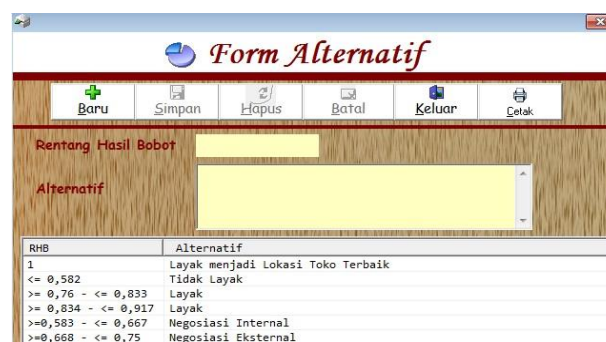 Form Alternatif
Baru Simpan Hapus Batal Keluar Cetak
Rentang Hasil Bobot
Alternatif
RHB Alternatif
1 Layak menjadi Lokasi Toko Terbaik
<= 0,582 Tidak Layak
>= 0,76 - <= 0,833 Layak
>= 0,834 - <= 0,917 Layak
>=0,583 - <= 0,667 Negosiasi Internal
>=0,668 - <= 0,75 Negosiasi Eksternal